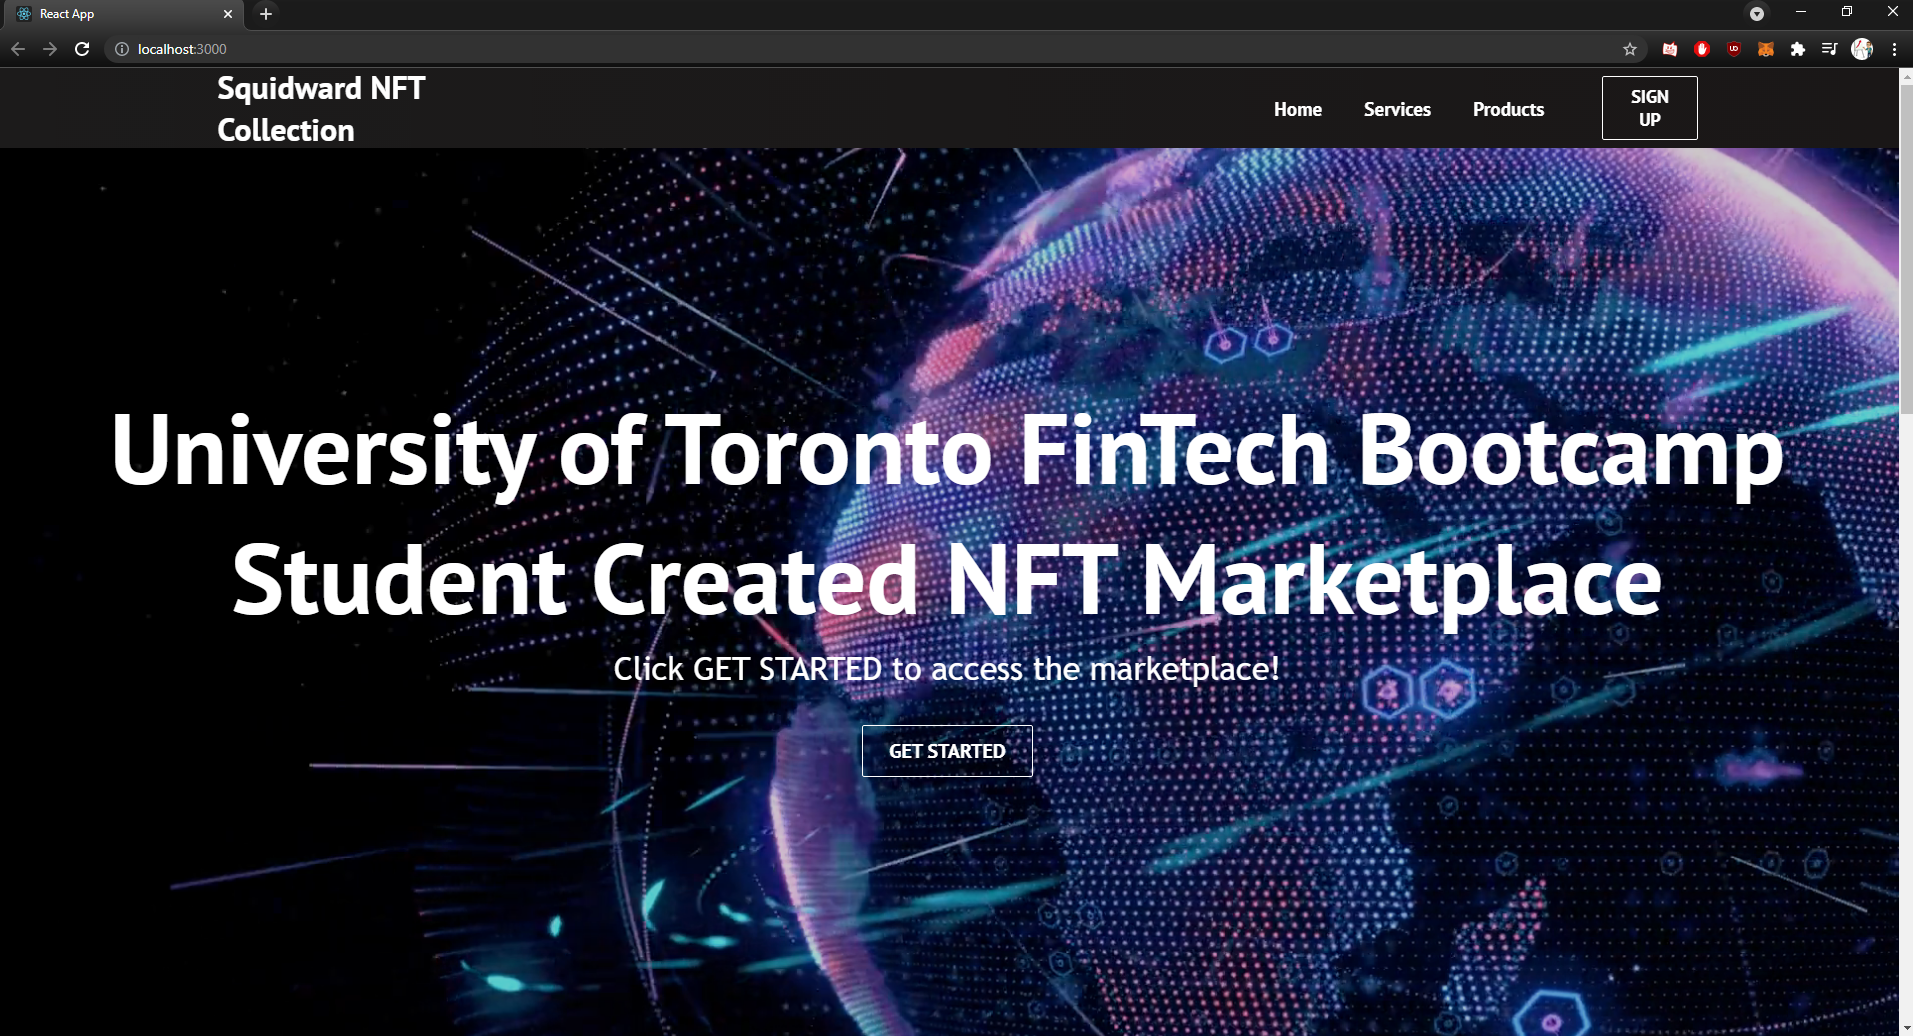 React App
localhost:3000
Squidward NFT
Collection
Home
Services
Products
SIGN
UP
University of Toronto FinTech Bootcamp
Student Created NFT Marketplace
Click GET STARTED to access the marketplace!
GET STARTED